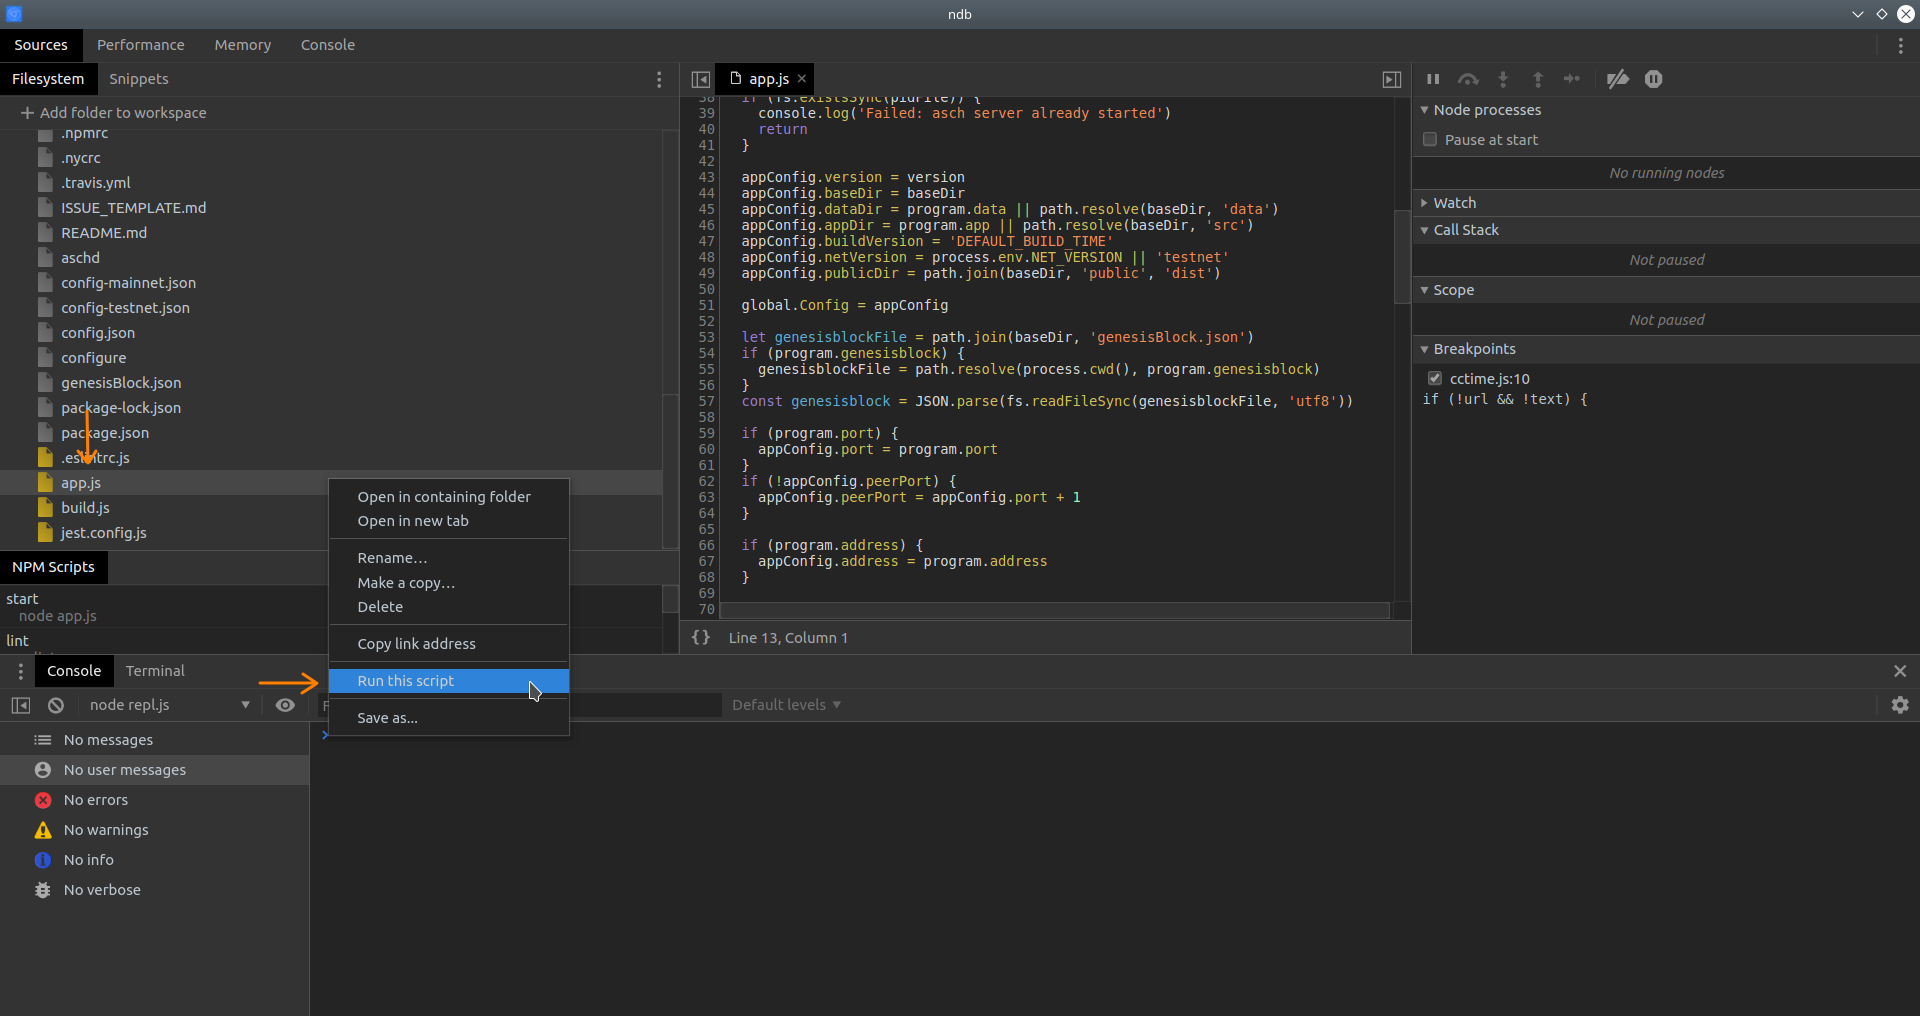 ndb
Sources Performance Memory Console
Filesystem Snippets
Add folder to workspace
.npmrc
.nycrc
.travis.yml
ISSUE_TEMPLATE.md
README.md
aschd
config-mainnet.json
config-testnet.json
config.json
configure
genesisBlock.json
package-lock.json
package.json
.eslintrc.js
app.js
build.js
jest.config.js
NPM Scripts
start
node app.js
lint
Open in containing folder
Open in new tab
Rename…
Make a copy…
Delete
Copy link address
Run this script
Save as...
app.js ×
38 if (fs.existsSync(pidFile)) {
39 console.log('Failed: asch server already started')
40 return
41 }
42
43 appConfig.version = version
44 appConfig.baseDir = baseDir
45 appConfig.dataDir = program.data || path.resolve(baseDir, 'data')
46 appConfig.appDir = program.app || path.resolve(baseDir, 'src')
47 appConfig.buildVersion = 'DEFAULT_BUILD_TIME'
48 appConfig.netVersion = process.env.NET_VERSION || 'testnet'
49 appConfig.publicDir = path.join(baseDir, 'public', 'dist')
50
51 global.Config = appConfig
52
53 let genesisblockFile = path.join(baseDir, 'genesisBlock.json')
54 if (program.genesisblock) {
55 genesisblockFile = path.resolve(process.cwd(), program.genesisblock)
56 }
57 const genesisblock = JSON.parse(fs.readFileSync(genesisblockFile, 'utf8'))
58
59 if (program.port) {
60 appConfig.port = program.port
61 }
62 if (!appConfig.peerPort) {
63 appConfig.peerPort = appConfig.port + 1
64 }
65
66 if (program.address) {
67 appConfig.address = program.address
68 }
69
70
{} Line 13, Column 1
Node processes
Pause at start
No running nodes
Watch
Call Stack
Not paused
Scope
Not paused
Breakpoints
cctime.js:10
if (!url && !text) {
Console Terminal
node repl.js
Default levels
No messages
No user messages
No errors
No warnings
No info
No verbose